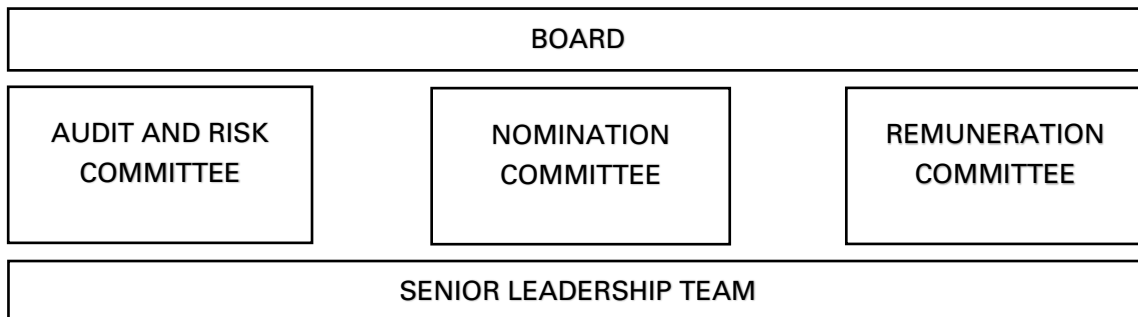 BOARD
AUDIT AND RISK
COMMITTEE
NOMINATION
COMMITTEE
REMUNERATION
COMMITTEE
SENIOR LEADERSHIP TEAM